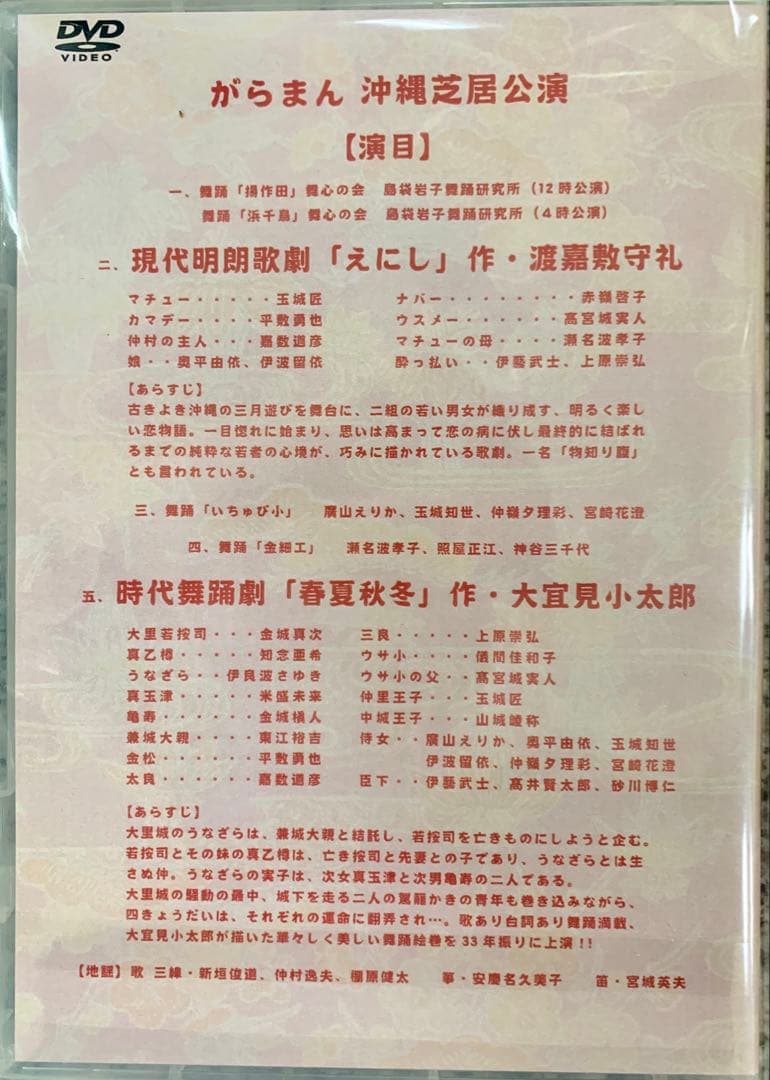 DVD
VIDEO
がらまん 沖縄芝居公演
【演目】
一、舞踊「揚作田」舞心の会 島袋岩子舞踊研究所(12時公演)
舞踊「浜千鳥」舞心の会 島袋岩子舞踊研究所(4時公演)
二、現代明朗歌劇「えにし」作・渡嘉敷守礼
マチュー・・・・・玉城匠 ナバー・・・・・・・・赤嶺啓子
カマデー・・・・平敷勇也 ウスメー・・・・・・髙宮城実人
仲村の主人・・・嘉数道彦 マチューの母・・・・瀬名波孝子
娘・・奥平由依、伊波留依 酔っ払い・・伊藝武士、上原崇弘
【あらすじ】
古きよき沖縄の三月遊びを舞台に、二組の若い男女が織り成す、明るく楽し
い恋物語。一目惚れに始まり、思いは高まって恋の病に伏し最終的に結ばれ
るまでの純粋な若者の心境が、巧みに描かれている歌劇。一名「物知り腹」
とも言われている。
三、舞踊「いちゅび小」 廣山えりか、玉城知世、仲嶺夕理彩、宮崎花澄
四、舞踊「金細工」 瀬名波孝子、照屋正江、神谷三千代
五、時代舞踊劇「春夏秋冬」作・大宜見小太郎
大里若按司・・・金城真次 三良・・・・・上原崇弘
真乙樽・・・・・知念亜希 ウサ小・・・・儀間佳和子
うなざら・・伊良波さゆき ウサ小の父・・髙宮城実人
真玉津・・・・・米盛未来 仲里王子・・・玉城匠
亀寿・・・・・・金城槇人 中城王子・・・山城崚称
兼城大親・・・・東江裕吉 侍女・・廣山えりか、奥平由依、玉城知世
金松・・・・・・平敷勇也 伊波留依、仲嶺夕理彩、宮崎花澄
太良・・・・・・嘉数道彦 臣下・・伊藝武士、髙井賢太郎、砂川博仁
【あらすじ】
大里城のうなざらは、兼城大親と結託し、若按司を亡きものにしようと企む。
若按司とその妹の真乙樽は、亡き按司と先妻との子であり、うなざらとは生
さぬ仲。うなざらの実子は、次女真玉津と次男亀寿の二人である。
大里城の騒動の最中、城下を走る二人の駕籠かきの青年も巻き込みながら、
四きょうだいは、それぞれの運命に翻弄され…。歌あり台詞あり舞踊満載、
大宜見小太郎が描いた華々しく美しい舞踊絵巻を33年振りに上演!!
【地謡】歌 三線・新垣俊道、仲村逸夫、棚原健太 箏・安慶名久美子 笛・宮城英夫